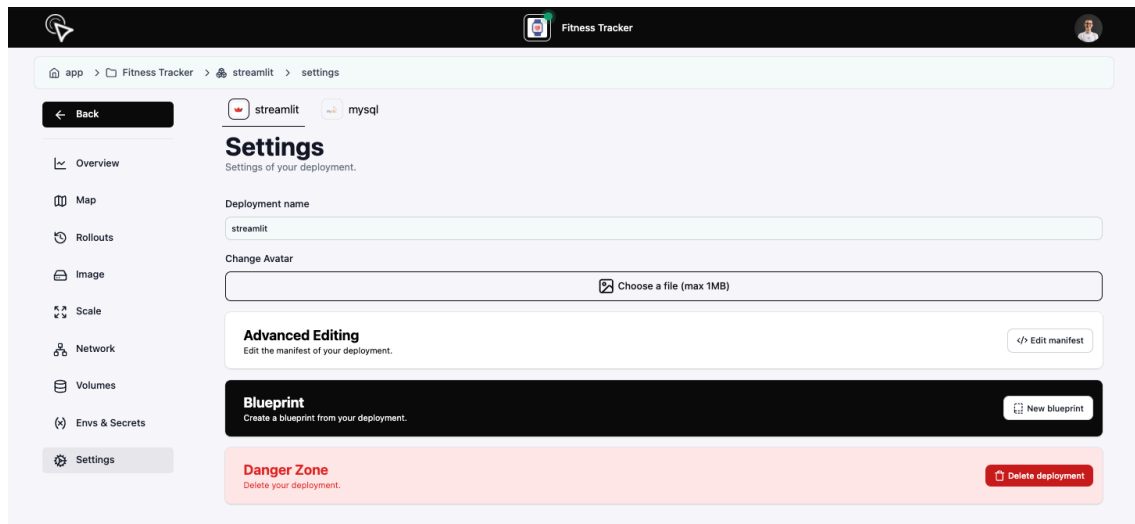 Fitness Tracker
app > Fitness Tracker > streamlit > settings
Back
streamlit mysql
Settings
Settings of your deployment.
Overview
Map
Rollouts
Image
Scale
Network
Volumes
Envs & Secrets
Settings
Deployment name
streamlit
Change Avatar
Choose a file (max 1MB)
Advanced Editing
Edit the manifest of your deployment.
</> Edit manifest
Blueprint
Create a blueprint from your deployment.
New blueprint
Danger Zone
Delete your deployment.
Delete deployment